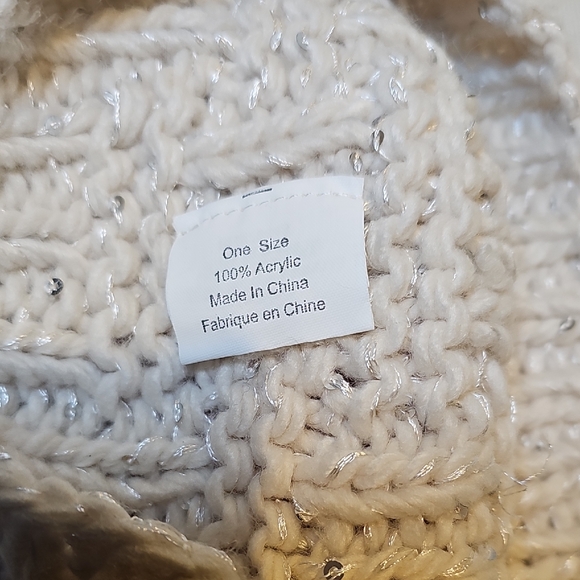 One Size
100% Acrylic
Made In China
Fabrique en Chine